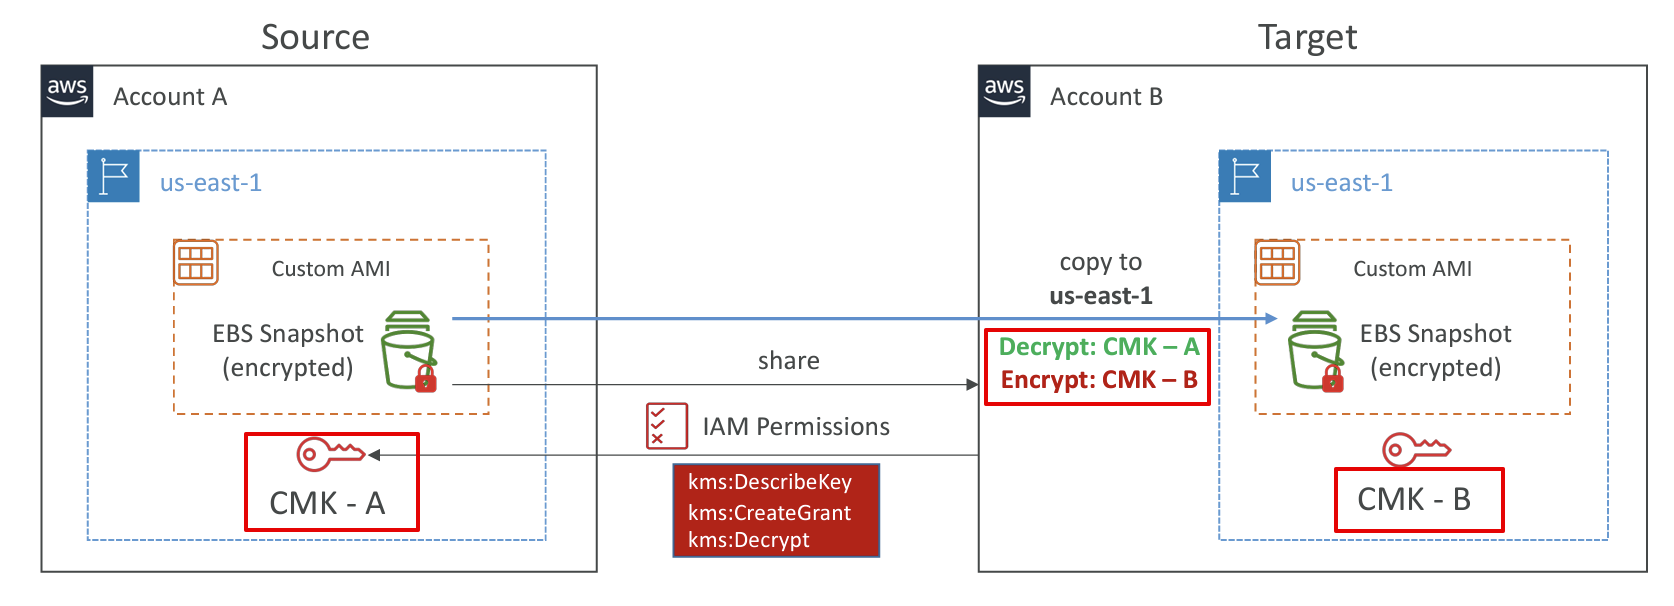 Source
Target
aws
Account A
aws
Account B
us-east-1
us-east-1
Custom AMI
EBS Snapshot
(encrypted)
copy to
us-east-1
Custom AMI
EBS Snapshot
(encrypted)
Decrypt: CMK – A
Encrypt: CMK – B
share
IAM Permissions
kms:DescribeKey
kms:CreateGrant
kms:Decrypt
CMK - A
CMK - B